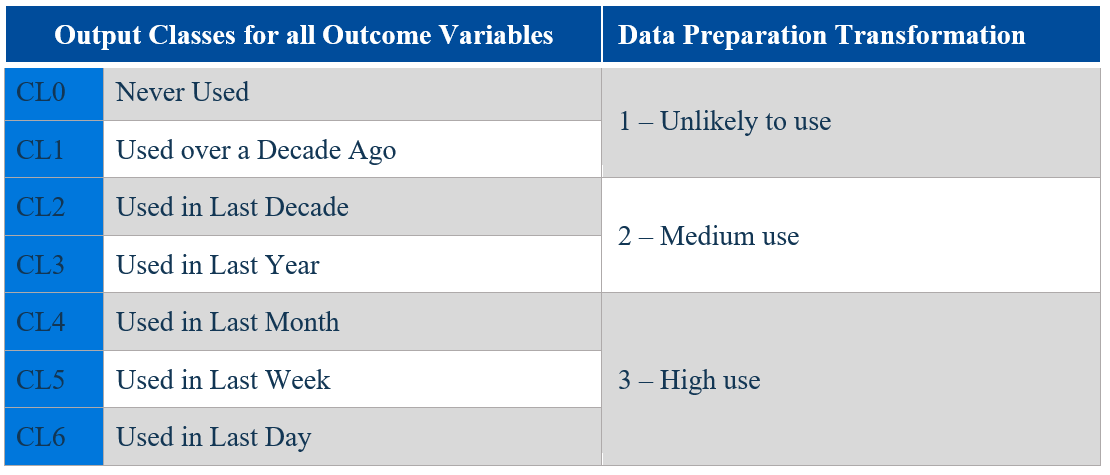 Output Classes for all Outcome Variables
Data Preparation Transformation
CL0
Never Used
1 – Unlikely to use
CL1
Used over a Decade Ago
CL2
Used in Last Decade
2 – Medium use
CL3
Used in Last Year
CL4
Used in Last Month
3 – High use
CL5
Used in Last Week
CL6
Used in Last Day